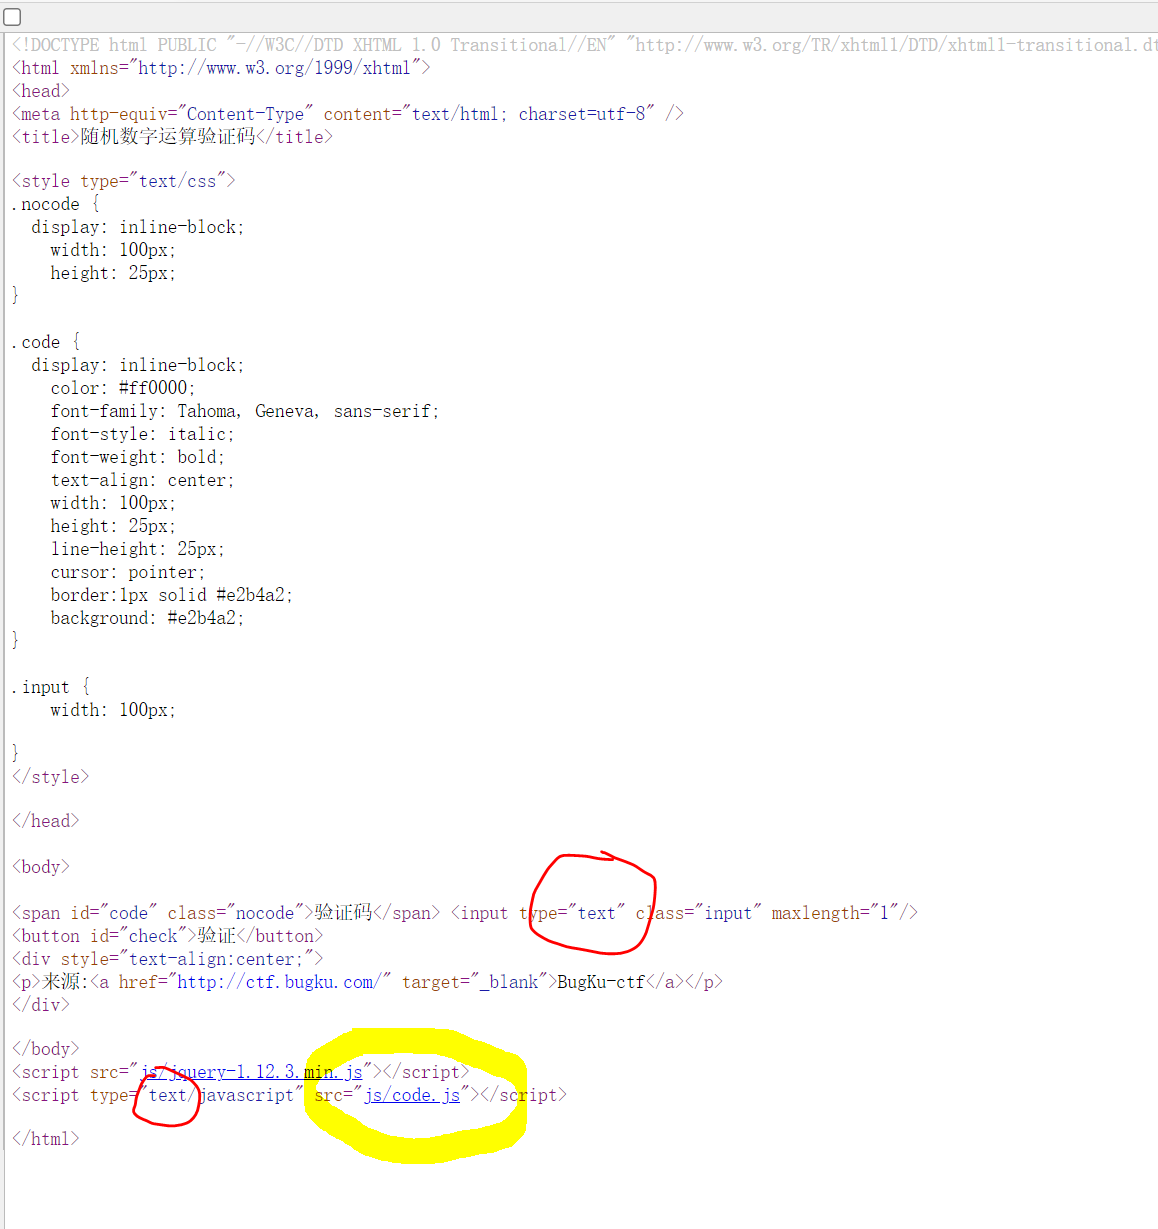 <!DOCTYPE html PUBLIC "-//W3C//DTD XHTML 1.0 Transitional//EN" "http://www.w3.org/TR/xhtml1/DTD/xhtml1-transitional.dt
<html xmlns="http://www.w3.org/1999/xhtml">
<head>
<meta http-equiv="Content-Type" content="text/html; charset=utf-8" />
<title>随机数字运算验证码</title>
<style type="text/css">
.nocode {
display: inline-block;
width: 100px;
height: 25px;
}
.code {
display: inline-block;
color: #ff0000;
font-family: Tahoma, Geneva, sans-serif;
font-style: italic;
font-weight: bold;
text-align: center;
width: 100px;
height: 25px;
line-height: 25px;
cursor: pointer;
border:1px solid #e2b4a2;
background: #e2b4a2;
}
.input {
width: 100px;
}
</style>
</head>
<body>
<span id="code" class="nocode">验证码</span> <input type="text" class="input" maxlength="1"/>
<button id="check">验证</button>
<div style="text-align:center;">
<p>来源:<a href="http://ctf.bugku.com/" target="_blank">BugKu-ctf</a></p>
</div>
</body>
<script src="js/jquery-1.12.3.min.js"></script>
<script type="text/javascript" src="js/code.js"></script>
</html>